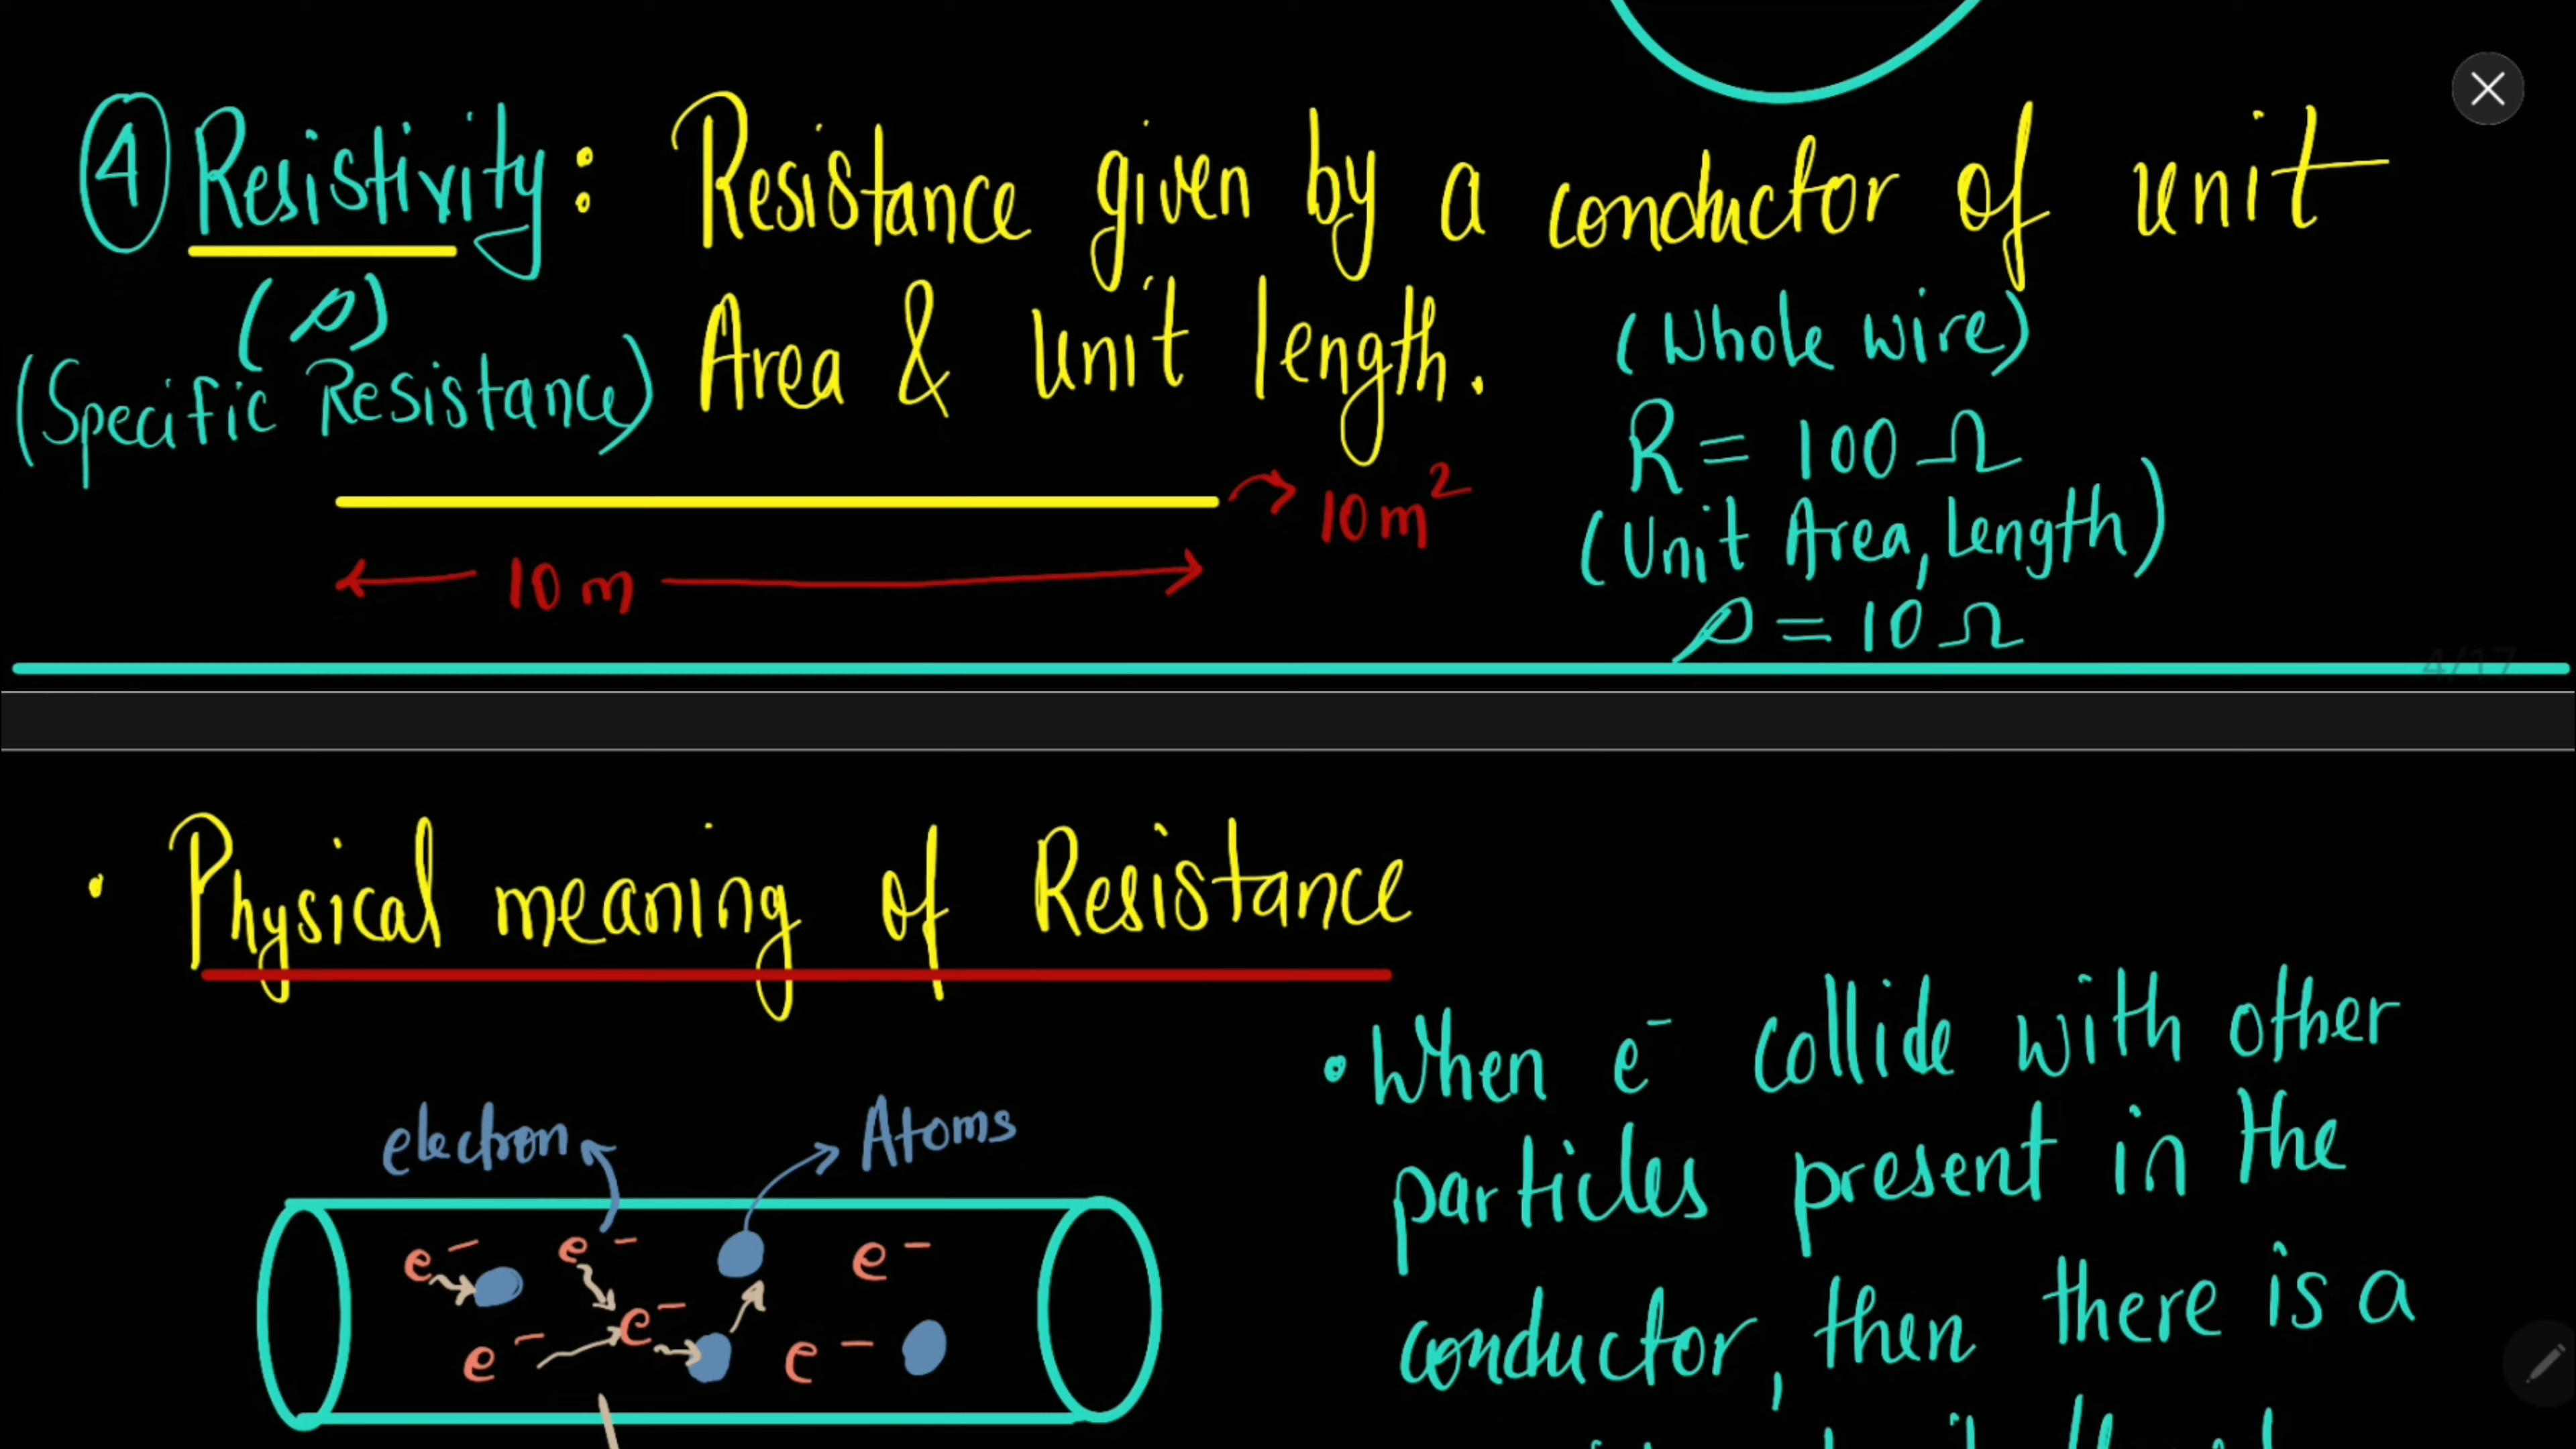 ④ Resistivity : Resistance given by a conductor of unit
(ρ)
(Specific Resistance) Area & Unit length.
(Whole wire)
R = 100 Ω
10 m²
(Unit Area, Length)
10 m
ρ = 10 Ω
4/17
• Physical meaning of Resistance
• When e⁻ collide with other
particles present in the
conductor, then there is a
electron
Atoms
e⁻ e⁻ e⁻
e⁻ e⁻ e⁻